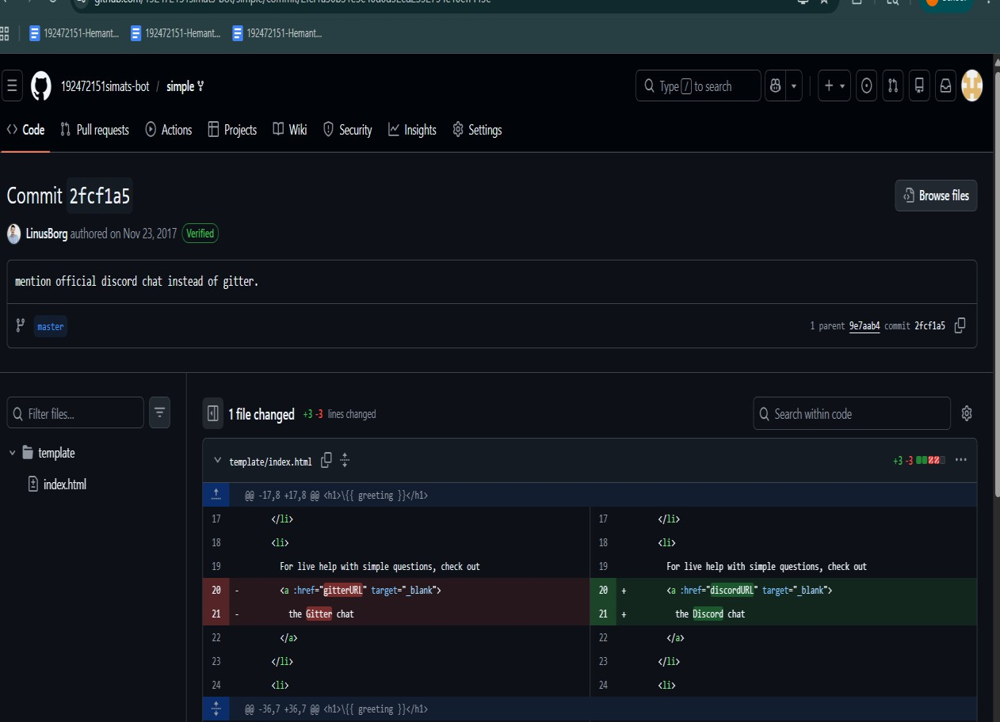 192472151-Hemant... 192472151-Hemant... 192472151-Hemant...
192472151simats-bot / simple
Type / to search
Code Pull requests Actions Projects Wiki Security Insights Settings
Commit 2fcf1a5
Browse files
LinusBorg authored on Nov 23, 2017 Verified
mention official discord chat instead of gitter.
master
1 parent 9e7aab4 commit 2fcf1a5
Filter files...
1 file changed +3 -3 lines changed
Search within code
template
index.html
template/index.html
+3 -3
@@ -17,8 +17,8 @@ <h1>\{{ greeting }}</h1>
17 </li> 17 </li>
18 <li> 18 <li>
19 For live help with simple questions, check out 19 For live help with simple questions, check out
20 - <a :href="gitterURL" target="_blank"> 20 + <a :href="discordURL" target="_blank">
21 - the Gitter chat 21 + the Discord chat
22 </a> 22 </a>
23 </li> 23 </li>
24 <li> 24 <li>
@@ -36,7 +36,7 @@ <h1>\{{ greeting }}</h1>